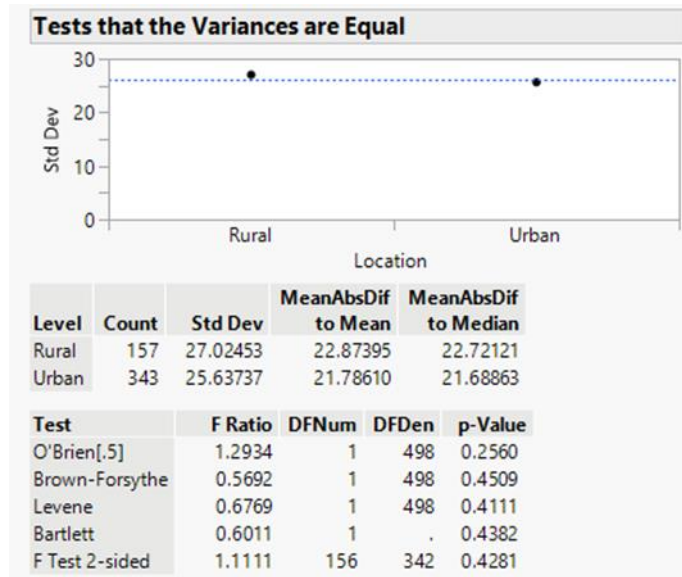 Tests that the Variances are Equal
30
20
10
0
Std Dev
Rural Urban
Location
MeanAbsDif MeanAbsDif
Level Count Std Dev to Mean to Median
Rural 157 27.02453 22.87395 22.72121
Urban 343 25.63737 21.78610 21.68863
Test F Ratio DFNum DFDen p-Value
O'Brien[.5] 1.2934 1 498 0.2560
Brown-Forsythe 0.5692 1 498 0.4509
Levene 0.6769 1 498 0.4111
Bartlett 0.6011 1 . 0.4382
F Test 2-sided 1.1111 156 342 0.4281